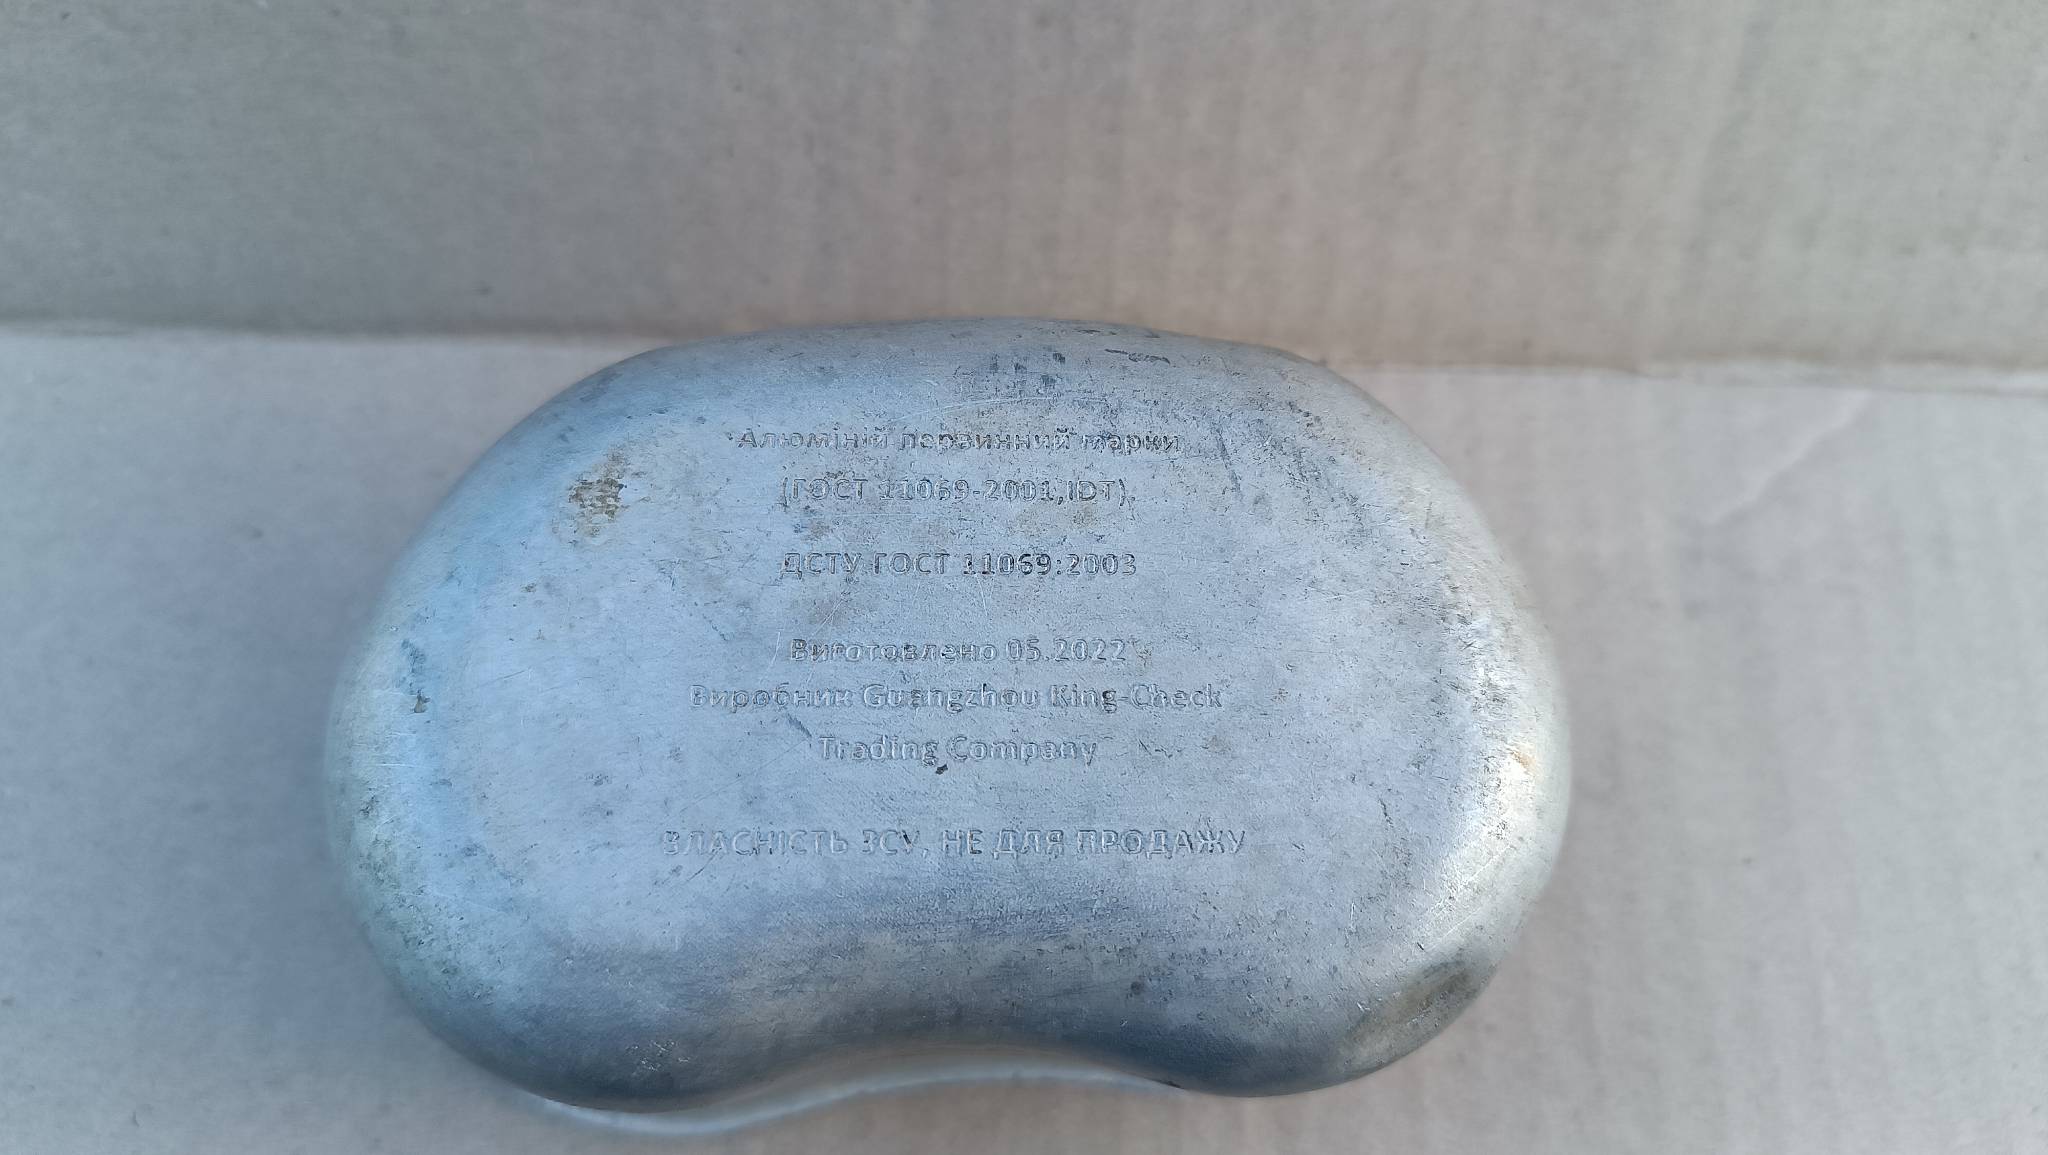 Алюміній первинний марки
(ГОСТ 11069-2001,IDT)
ДСТУ ГОСТ 11069:2003
Виготовлено 05.2022
Виробник Guangzhou King-Check
Trading Company
ВЛАСНІСТЬ ЗСУ, НЕ ДЛЯ ПРОДАЖУ